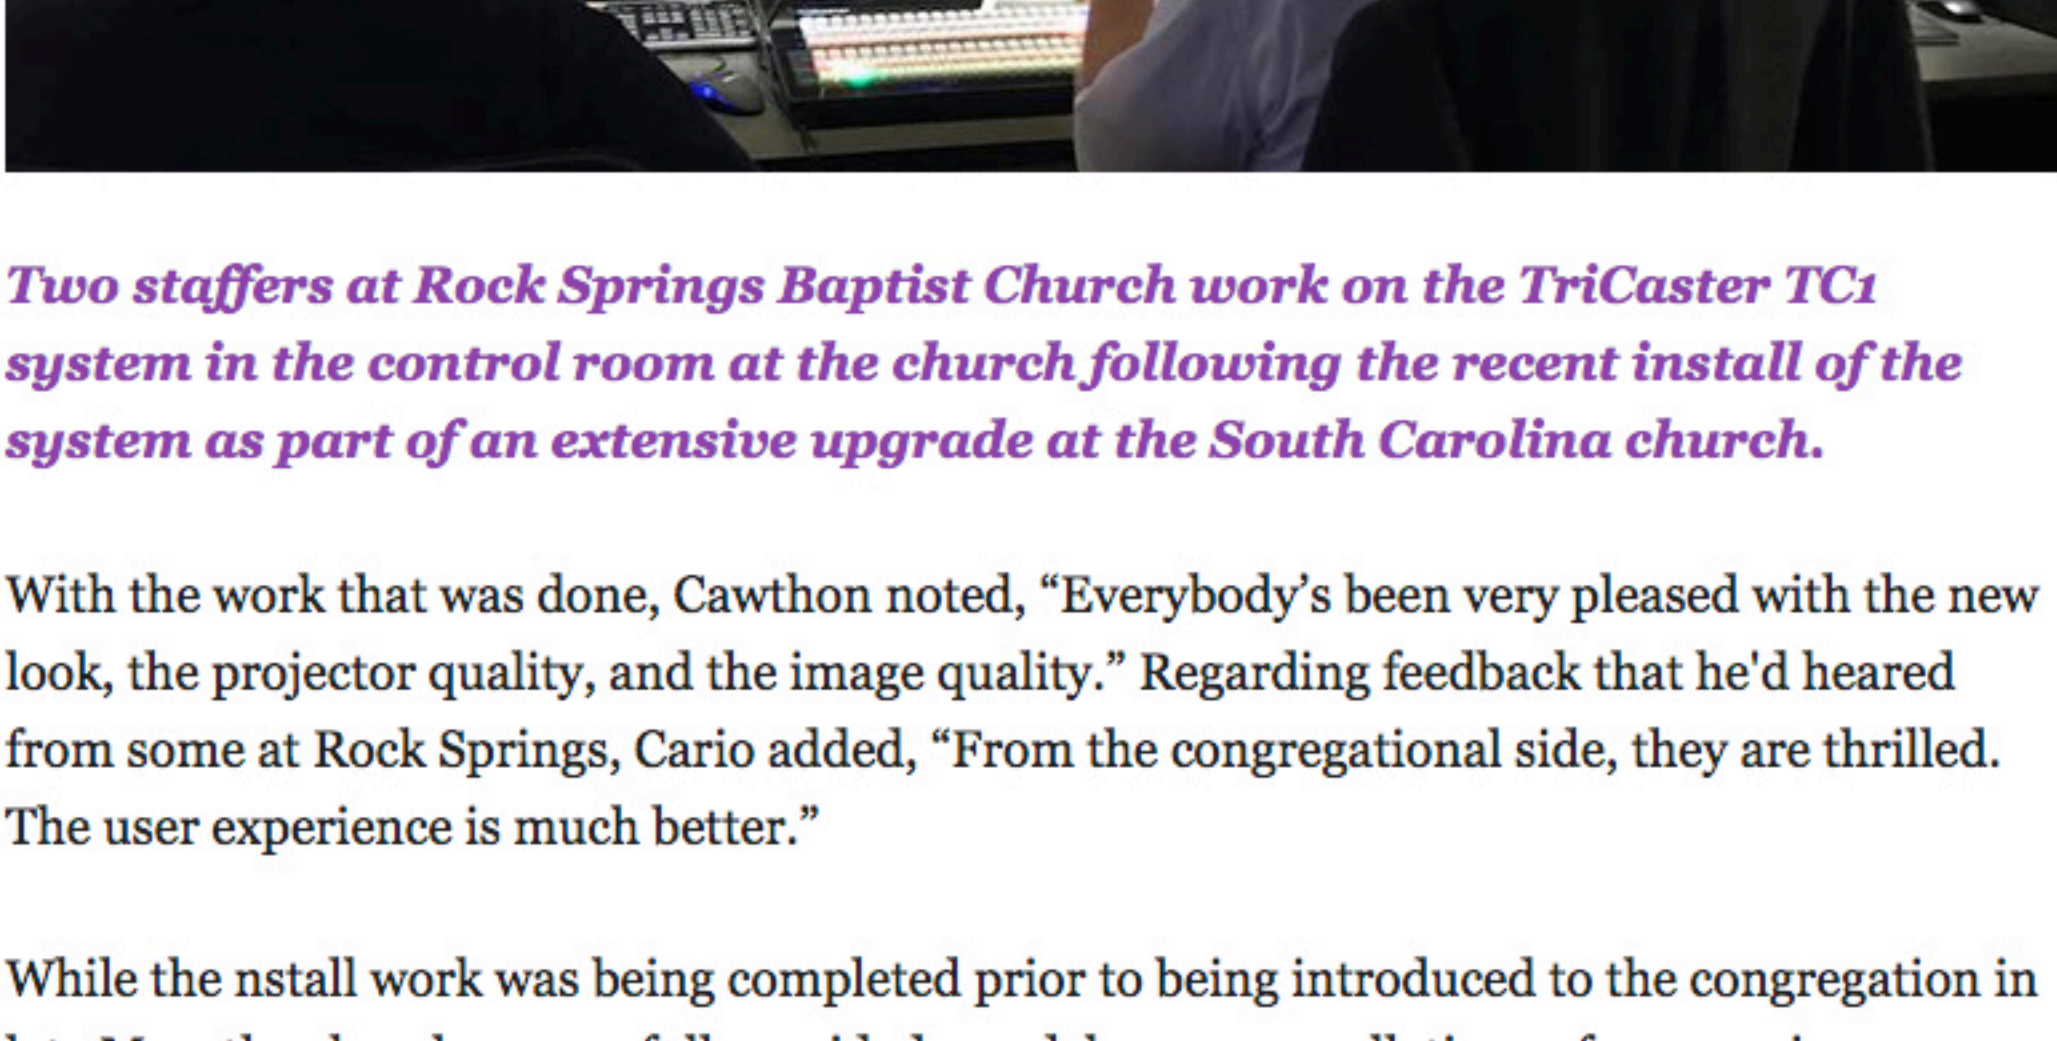 Two staffers at Rock Springs Baptist Church work on the TriCaster TC1
system in the control room at the church following the recent install of the
system as part of an extensive upgrade at the South Carolina church.
With the work that was done, Cawthon noted, “Everybody’s been very pleased with the new
look, the projector quality, and the image quality.” Regarding feedback that he'd heared
from some at Rock Springs, Cario added, “From the congregational side, they are thrilled.
The user experience is much better.”
While the nstall work was being completed prior to being introduced to the congregation in